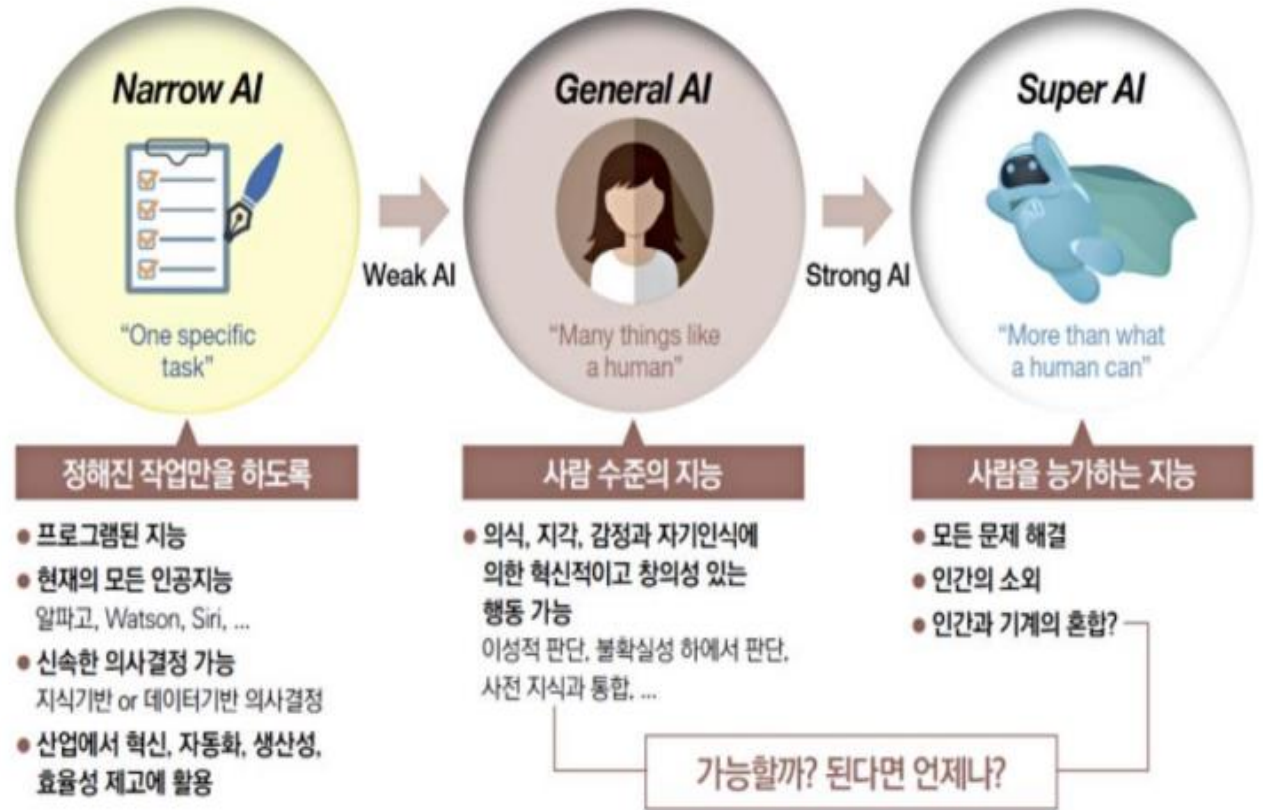 Narrow AI
"One specific
task"
Weak AI
General AI
"Many things like
a human"
Strong AI
Super AI
"More than what
a human can"
정해진 작업만을 하도록
• 프로그램된 지능
• 현재의 모든 인공지능
알파고, Watson, Siri, ...
• 신속한 의사결정 가능
지식기반 or 데이터기반 의사결정
• 산업에서 혁신, 자동화, 생산성,
효율성 제고에 활용
사람 수준의 지능
• 의식, 지각, 감정과 자기인식에
의한 혁신적이고 창의성 있는
행동 가능
이성적 판단, 불확실성 하에서 판단,
사전 지식과 통합, ...
사람을 능가하는 지능
• 모든 문제 해결
• 인간의 소외
• 인간과 기계의 혼합?
가능할까? 된다면 언제나?